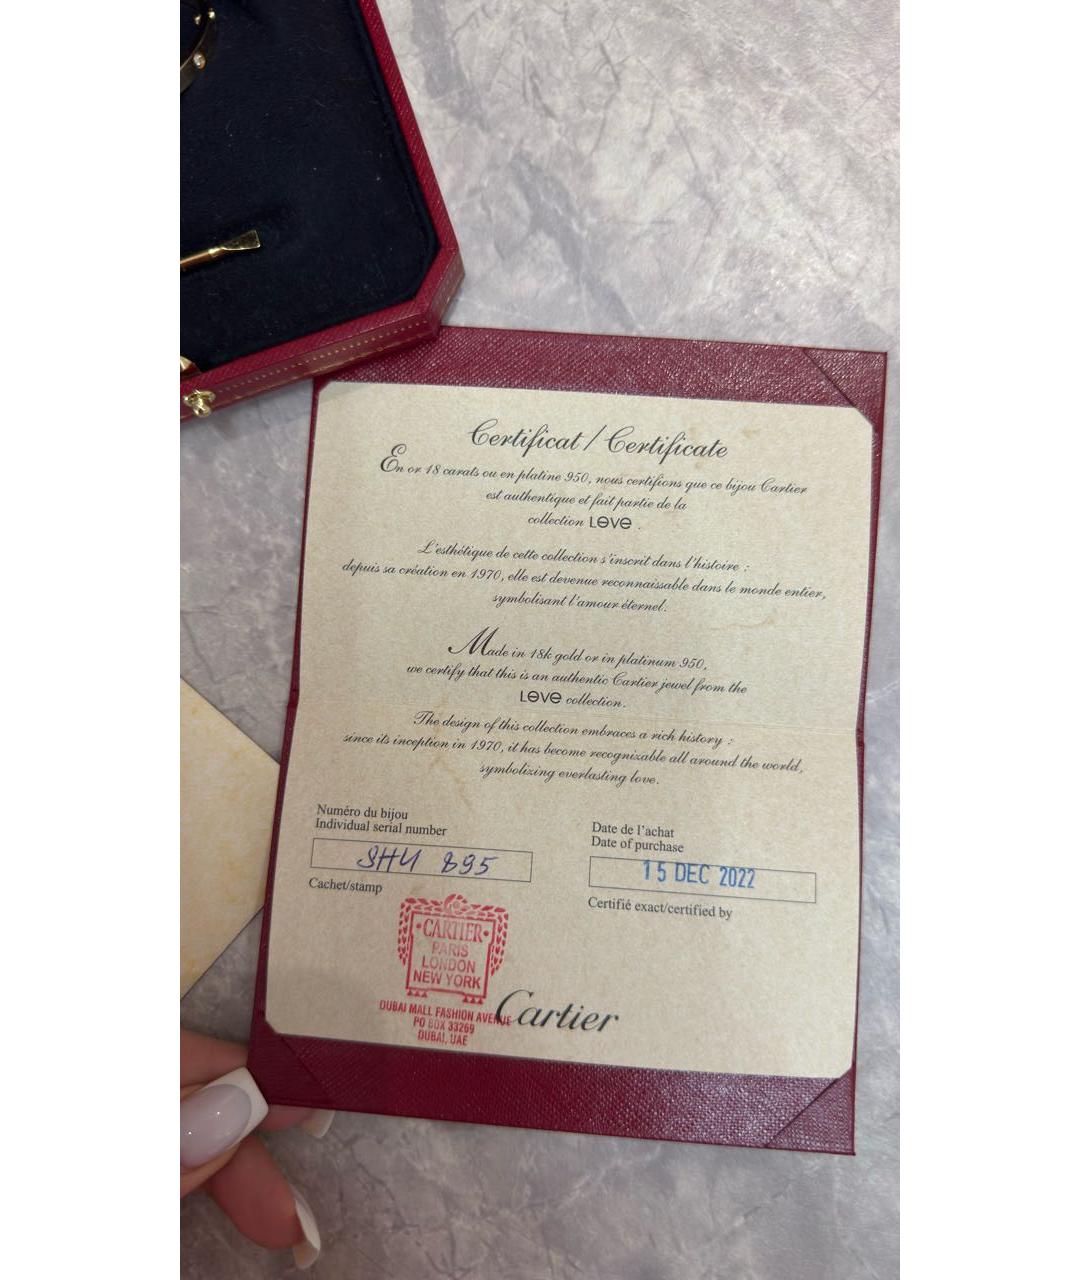 Certificat / Certificate
En or 18 carats ou en platine 950, nous certifions que ce bijou Cartier
est authentique et fait partie de la
collection LOVE .
L'esthétique de cette collection s'inscrit dans l'histoire :
depuis sa création en 1970, elle est devenue reconnaissable dans le monde entier,
symbolisant l'amour éternel.
Made in 18k gold or in platinum 950,
we certify that this is an authentic Cartier jewel from the
LOVE collection.
The design of this collection embraces a rich history :
since its inception in 1970, it has become recognizable all around the world,
symbolizing everlasting love.
Numéro du bijou
Individual serial number
SHU 895
Cachet/stamp
Date de l'achat
Date of purchase
15 DEC 2022
Certifié exact/certified by
CARTIER
PARIS
LONDON
NEW YORK
DUBAI MALL FASHION AVENUE
PO BOX 33269
DUBAI, UAE
Cartier